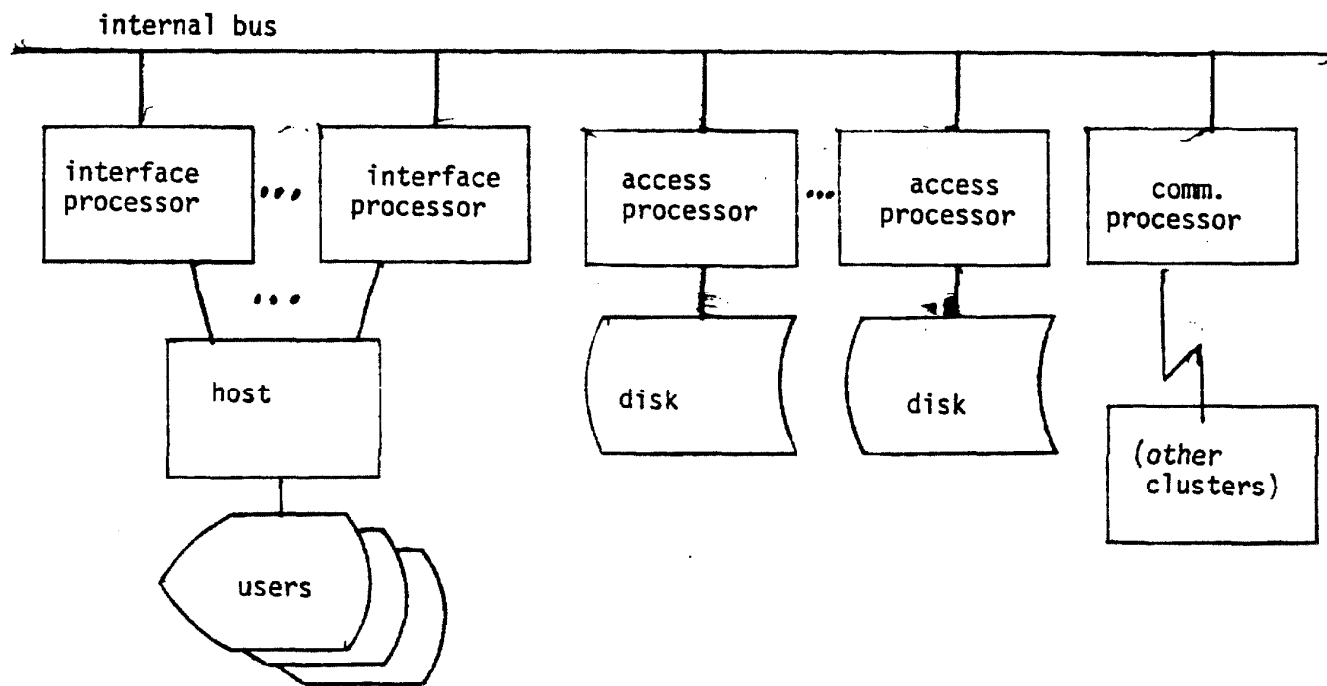 internal bus
interface
processor
interface
processor
access
processor
access
processor
comm.
processor
host
disk
disk
(other
clusters)
users